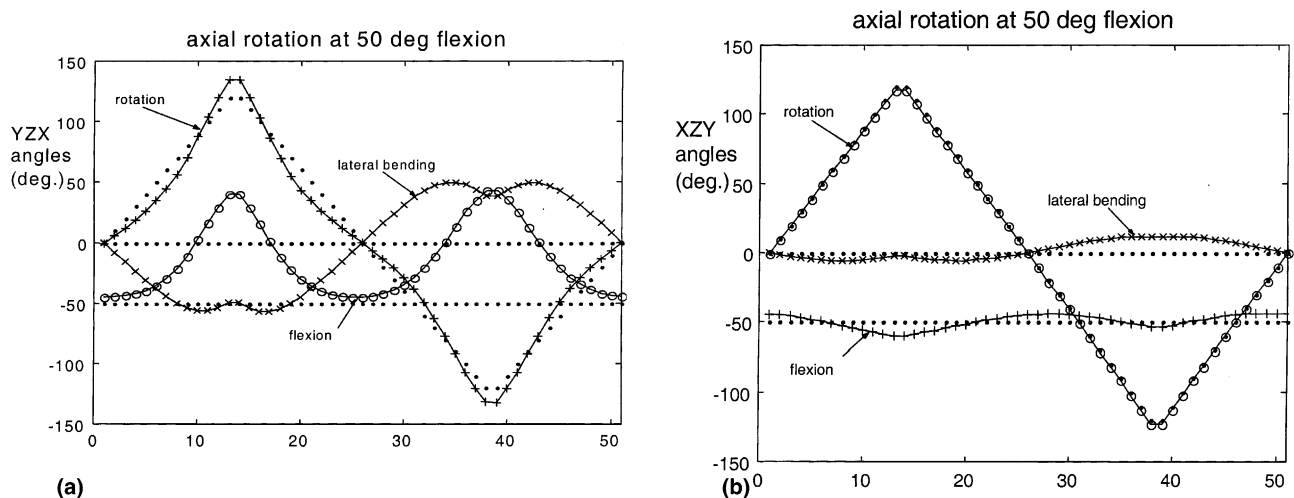 axial rotation at 50 deg flexion
150
100
50
0
-50
-100
-150
YZX
angles
(deg.)
rotation
lateral bending
flexion
0
10
20
30
40
50
(a)
axial rotation at 50 deg flexion
150
100
50
0
-50
-100
-150
XZY
angles
(deg.)
rotation
lateral bending
flexion
0
10
20
30
40
50
(b)